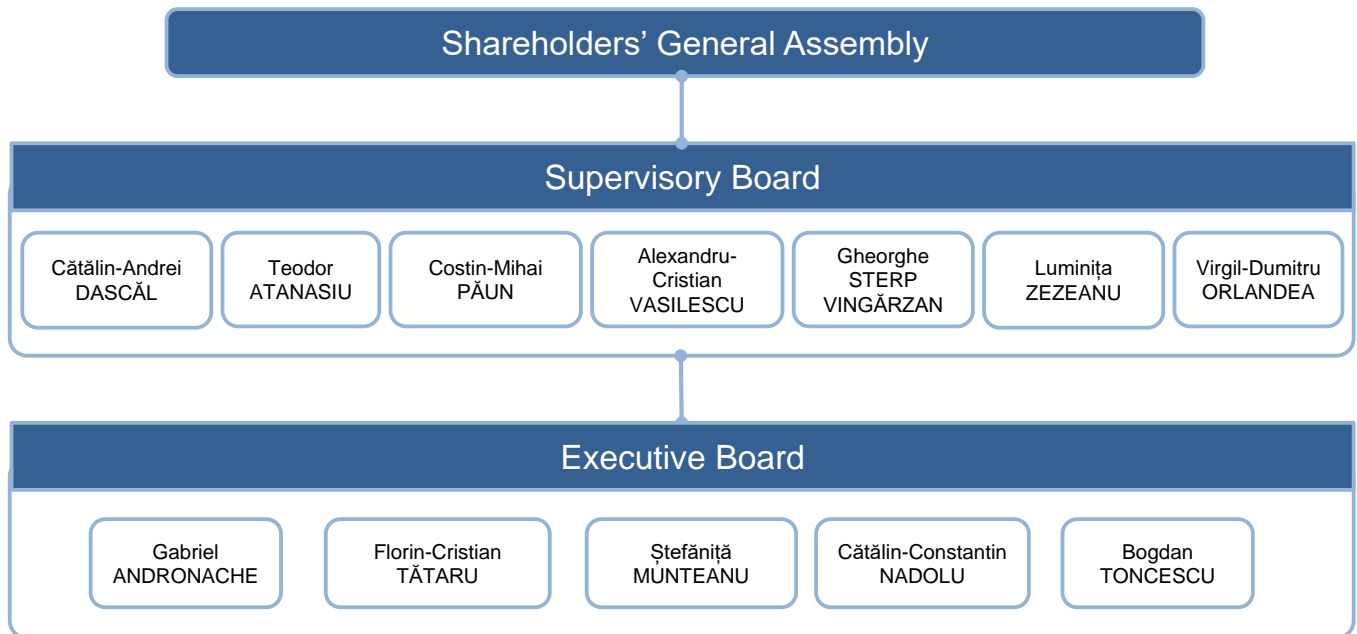 Shareholders’ General Assembly
Supervisory Board
Cătălin-Andrei
DASCĂL
Teodor
ATANASIU
Costin-Mihai
PĂUN
Alexandru-
Cristian
VASILESCU
Gheorghe
STERP
VINGĂRZAN
Luminița
ZEZEANU
Virgil-Dumitru
ORLANDEA
Executive Board
Gabriel
ANDRONACHE
Florin-Cristian
TĂTARU
Ștefăniță
MUNTEANU
Cătălin-Constantin
NADOLU
Bogdan
TONCESCU